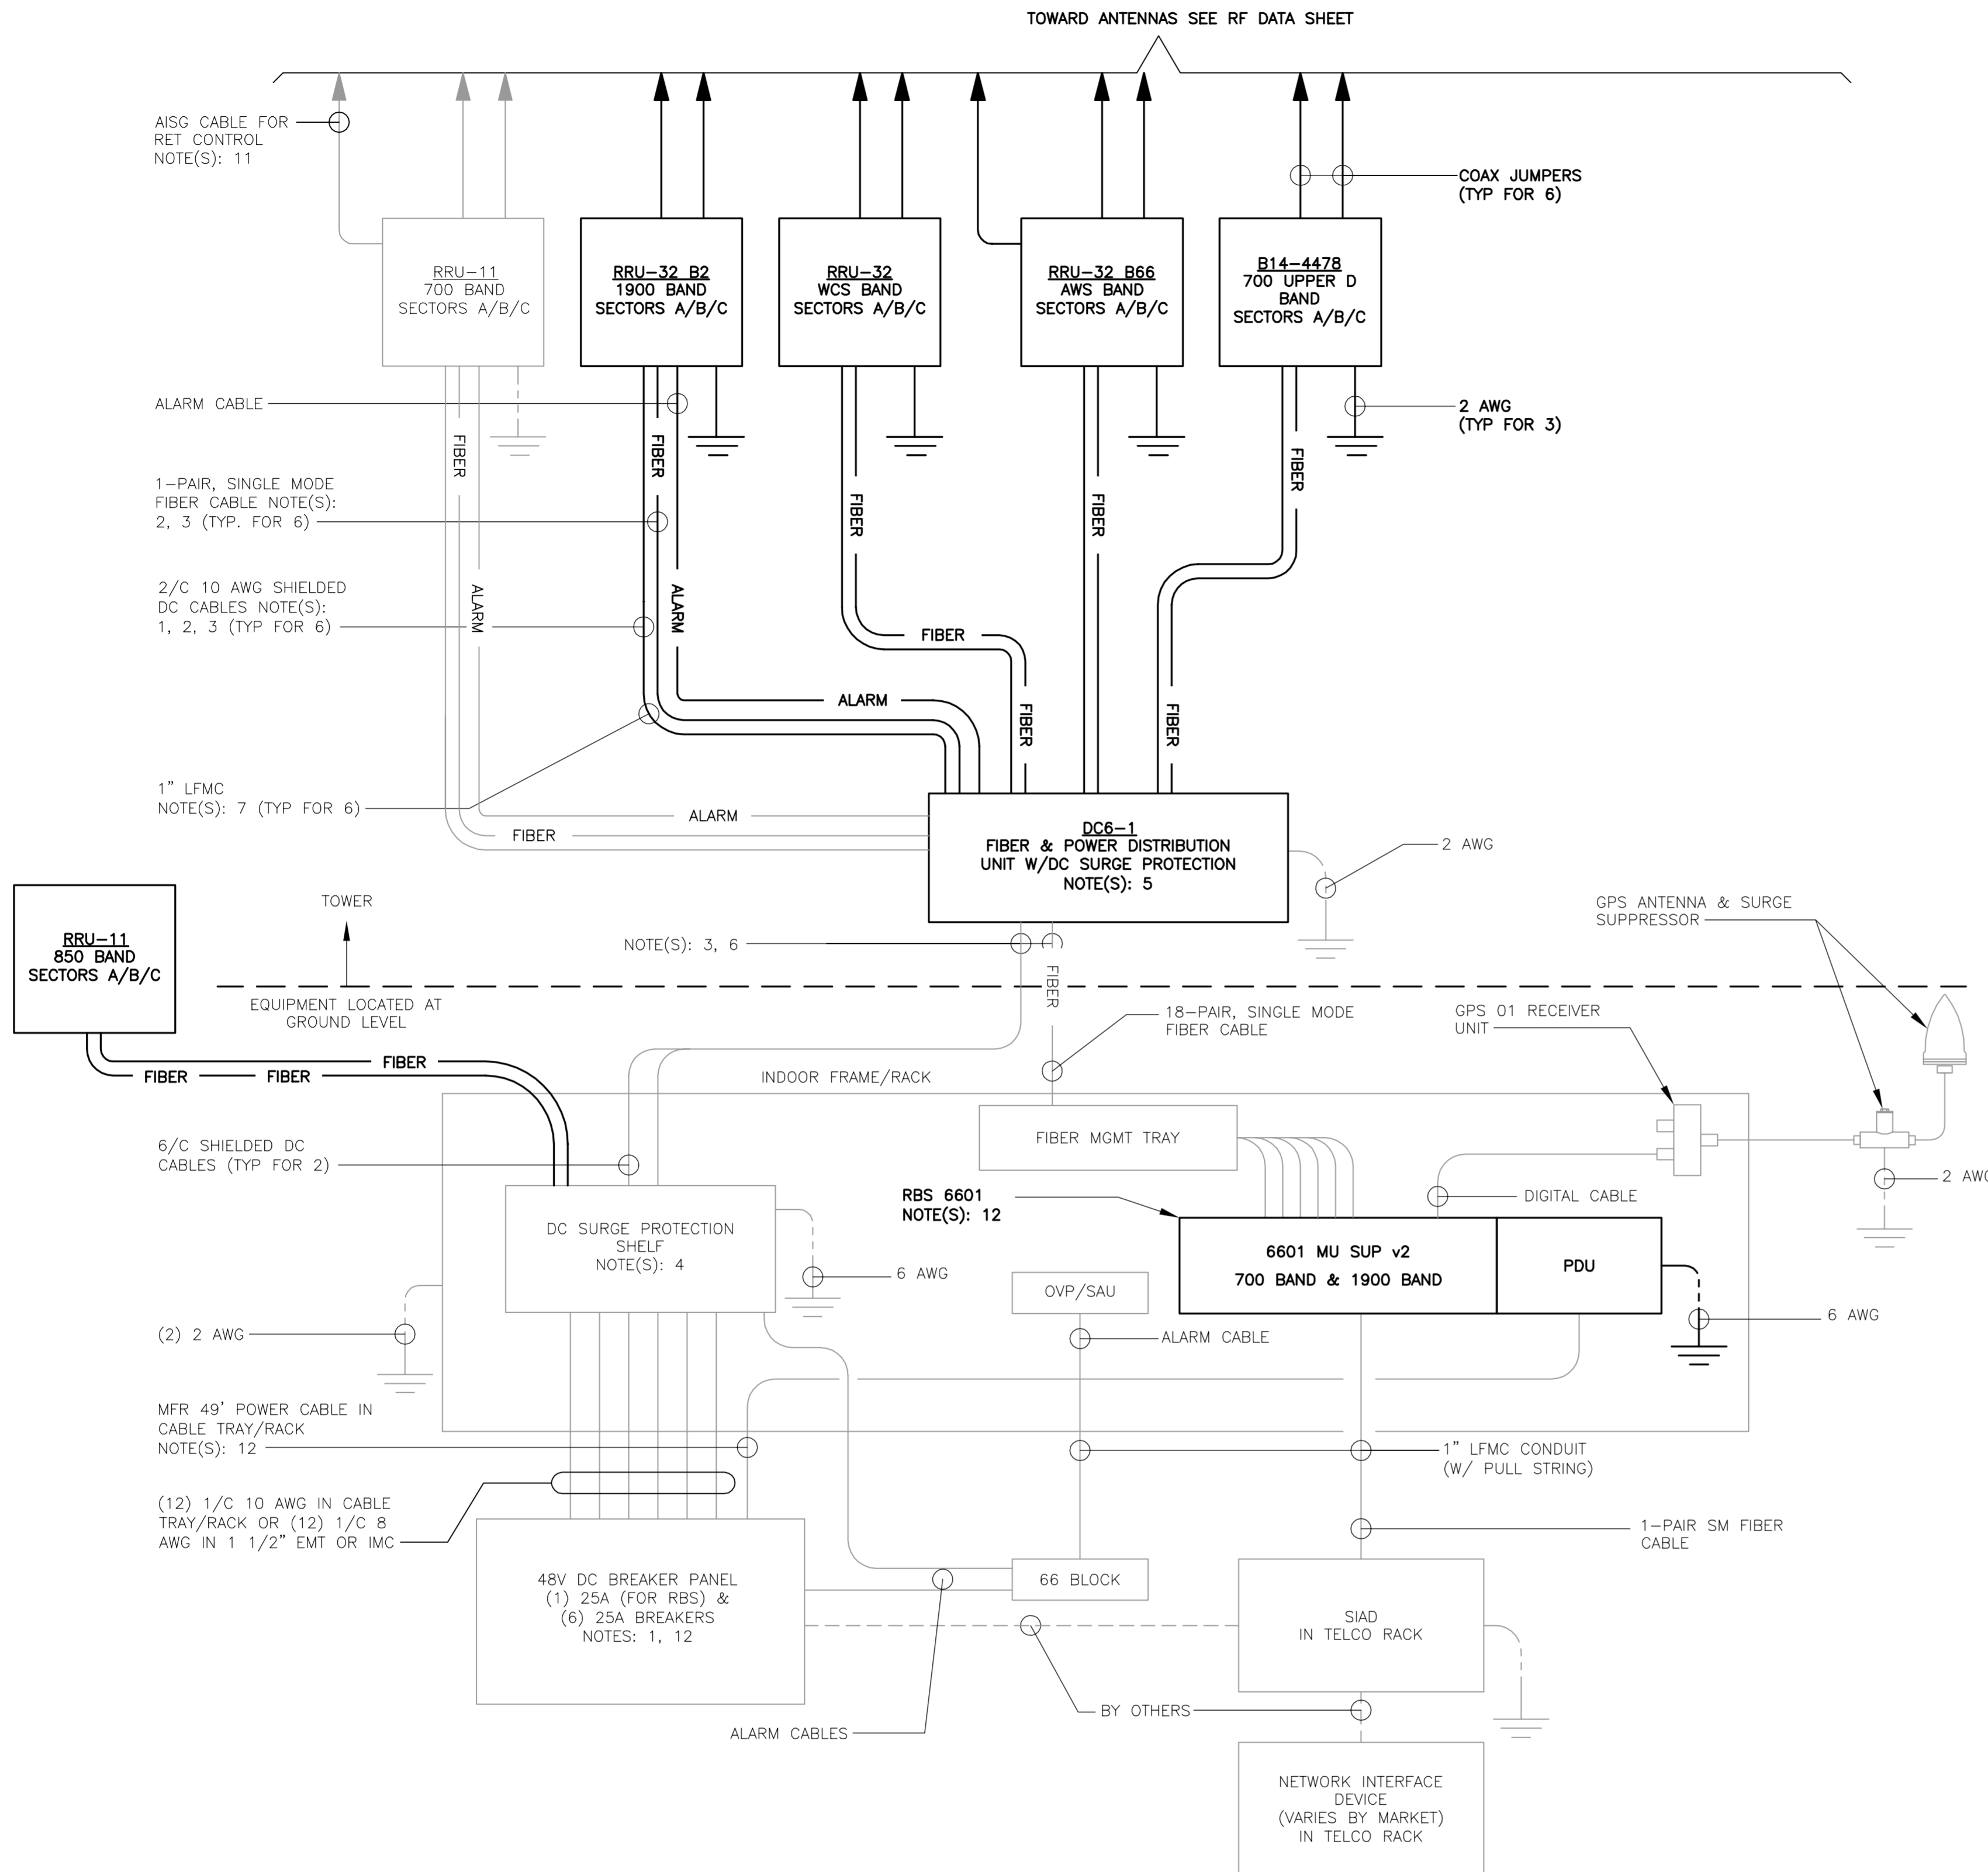 TOWARD ANTENNAS SEE RF DATA SHEET
AISG CABLE FOR
RET CONTROL
NOTE(S): 11
COAX JUMPERS
(TYP FOR 6)
RRU-11
700 BAND
SECTORS A/B/C
RRU-32 B2
1900 BAND
SECTORS A/B/C
RRU-32
WCS BAND
SECTORS A/B/C
RRU-32 B66
AWS BAND
SECTORS A/B/C
B14-4478
700 UPPER D
BAND
SECTORS A/B/C
ALARM CABLE
2 AWG
(TYP FOR 3)
FIBER
FIBER
FIBER
FIBER
FIBER
1-PAIR, SINGLE MODE
FIBER CABLE NOTE(S):
2, 3 (TYP. FOR 6)
2/C 10 AWG SHIELDED
DC CABLES NOTE(S):
1, 2, 3 (TYP FOR 6)
ALARM
ALARM
FIBER
ALARM
FIBER
FIBER
1" LFMC
NOTE(S): 7 (TYP FOR 6)
ALARM
FIBER
DC6-1
FIBER & POWER DISTRIBUTION
UNIT W/DC SURGE PROTECTION
NOTE(S): 5
2 AWG
RRU-11
850 BAND
SECTORS A/B/C
TOWER
NOTE(S): 3, 6
FIBER
GPS ANTENNA & SURGE
SUPPRESSOR
EQUIPMENT LOCATED AT
GROUND LEVEL
18-PAIR, SINGLE MODE
FIBER CABLE
GPS 01 RECEIVER
UNIT
FIBER
FIBER
FIBER
INDOOR FRAME/RACK
FIBER MGMT TRAY
6/C SHIELDED DC
CABLES (TYP FOR 2)
RBS 6601
NOTE(S): 12
DIGITAL CABLE
2 AWG
DC SURGE PROTECTION
SHELF
NOTE(S): 4
6 AWG
OVP/SAU
6601 MU SUP v2
700 BAND & 1900 BAND
PDU
6 AWG
(2) 2 AWG
ALARM CABLE
MFR 49' POWER CABLE IN
CABLE TRAY/RACK
NOTE(S): 12
1" LFMC CONDUIT
(W/ PULL STRING)
(12) 1/C 10 AWG IN CABLE
TRAY/RACK OR (12) 1/C 8
AWG IN 1 1/2" EMT OR IMC
1-PAIR SM FIBER
CABLE
48V DC BREAKER PANEL
(1) 25A (FOR RBS) &
(6) 25A BREAKERS
NOTES: 1, 12
66 BLOCK
SIAD
IN TELCO RACK
BY OTHERS
ALARM CABLES
NETWORK INTERFACE
DEVICE
(VARIES BY MARKET)
IN TELCO RACK